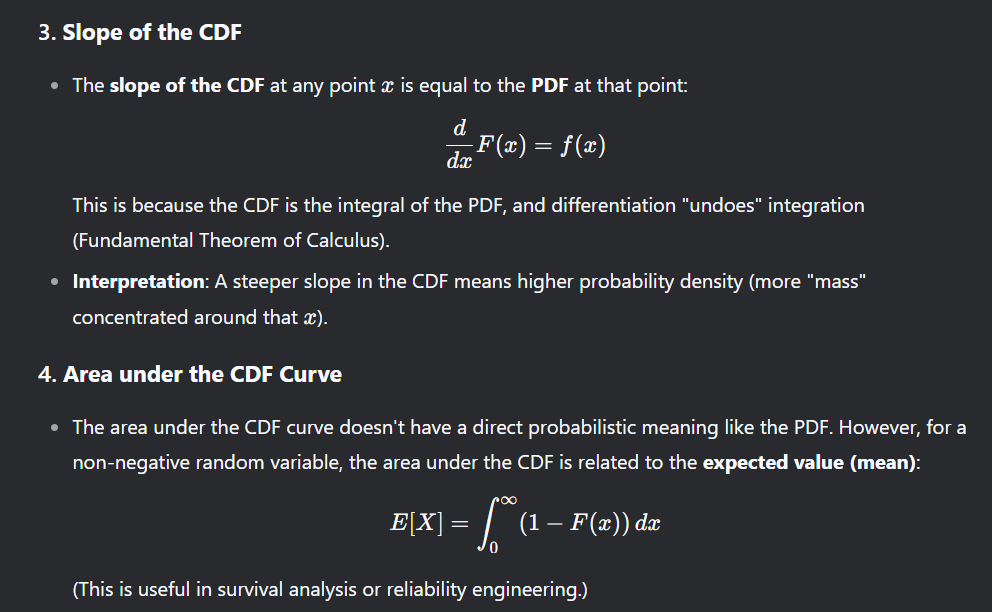 3. Slope of the CDF
• The slope of the CDF at any point x is equal to the PDF at that point:
d/dx F(x) = f(x)
This is because the CDF is the integral of the PDF, and differentiation "undoes" integration
(Fundamental Theorem of Calculus).
• Interpretation: A steeper slope in the CDF means higher probability density (more "mass"
concentrated around that x).
4. Area under the CDF Curve
• The area under the CDF curve doesn't have a direct probabilistic meaning like the PDF. However, for a
non-negative random variable, the area under the CDF is related to the expected value (mean):
E[X] = ∫₀^∞ (1 − F(x)) dx
(This is useful in survival analysis or reliability engineering.)